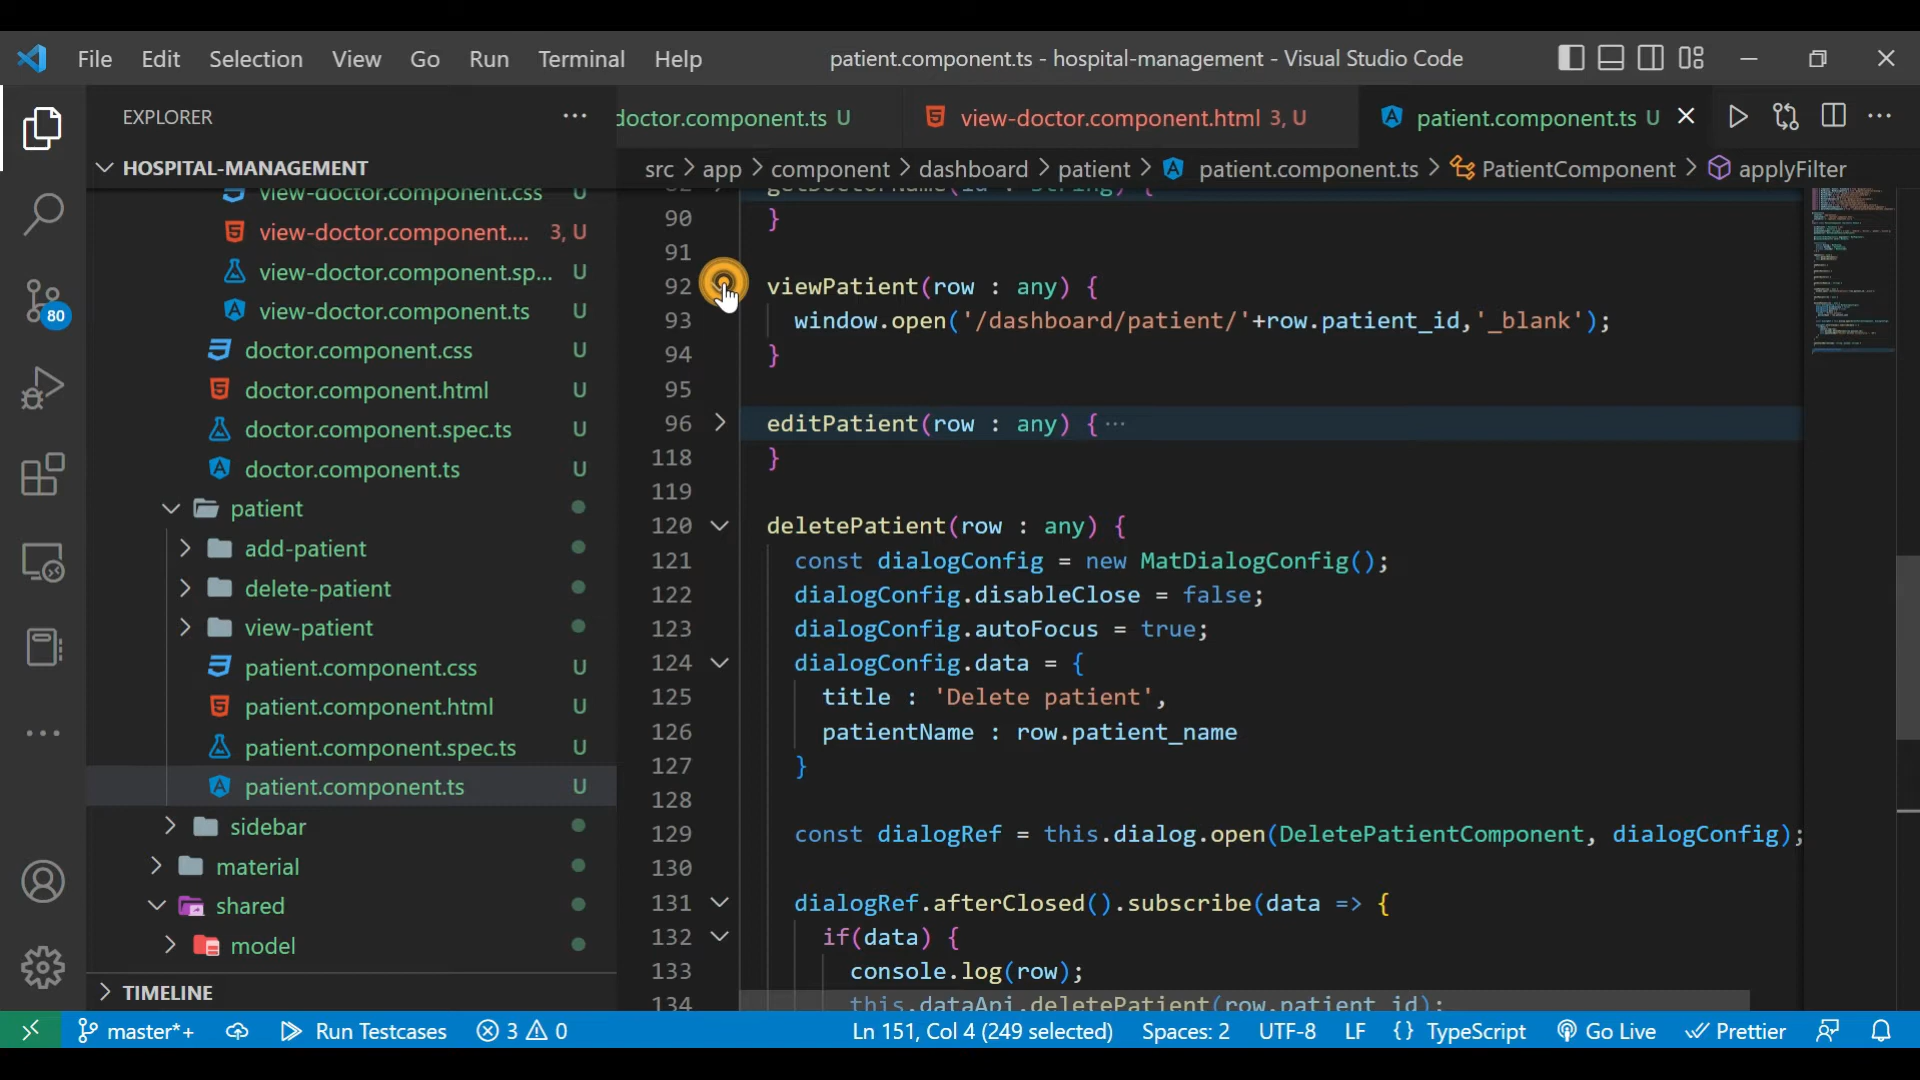 File Edit Selection View Go Run Terminal Help
patient.component.ts - hospital-management - Visual Studio Code
EXPLORER
doctor.component.ts U
view-doctor.component.html 3, U
patient.component.ts U
HOSPITAL-MANAGEMENT
src > app > component > dashboard > patient > patient.component.ts > PatientComponent > applyFilter
view-doctor.component.css U
view-doctor.component.... 3, U
view-doctor.component.sp... U
view-doctor.component.ts U
doctor.component.css U
doctor.component.html U
doctor.component.spec.ts U
doctor.component.ts U
patient
add-patient
delete-patient
view-patient
patient.component.css U
patient.component.html U
patient.component.spec.ts U
patient.component.ts U
sidebar
material
shared
model
TIMELINE
80
82 getDoctorName(id : string) {
90 }
91
92 viewPatient(row : any) {
93 window.open('/dashboard/patient/'+row.patient_id,'_blank');
94 }
95
96 editPatient(row : any) {···
118 }
119
120 deletePatient(row : any) {
121 const dialogConfig = new MatDialogConfig();
122 dialogConfig.disableClose = false;
123 dialogConfig.autoFocus = true;
124 dialogConfig.data = {
125 title : 'Delete patient',
126 patientName : row.patient_name
127 }
128
129 const dialogRef = this.dialog.open(DeletePatientComponent, dialogConfig);
130
131 dialogRef.afterClosed().subscribe(data => {
132 if(data) {
133 console.log(row);
134 this.dataApi.deletePatient(row.patient_id);
master*+ Run Testcases 3 0 Ln 151, Col 4 (249 selected) Spaces: 2 UTF-8 LF {} TypeScript Go Live Prettier